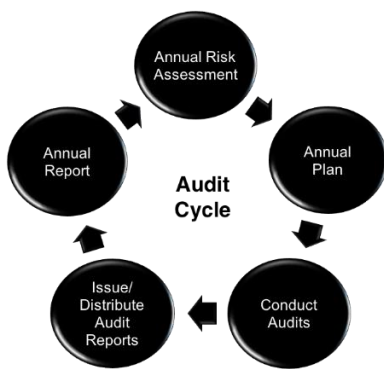 Annual Risk
Assessment
Annual
Plan
Conduct
Audits
Issue/
Distribute
Audit
Reports
Annual
Report
Audit
Cycle